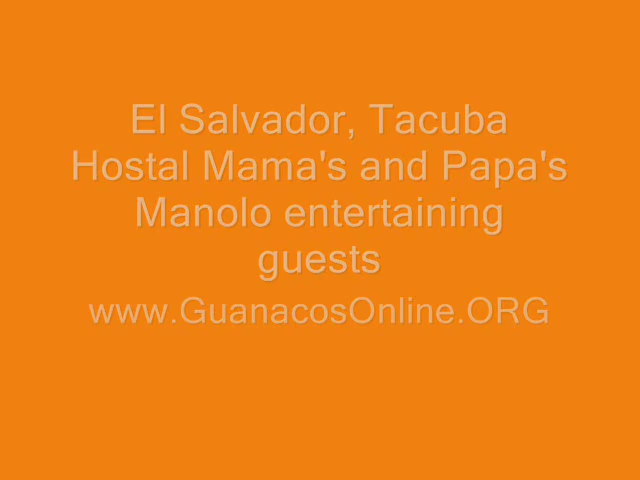 El Salvador, Tacuba
Hostal Mama's and Papa's
Manolo entertaining
guests
www.GuanacosOnline.ORG